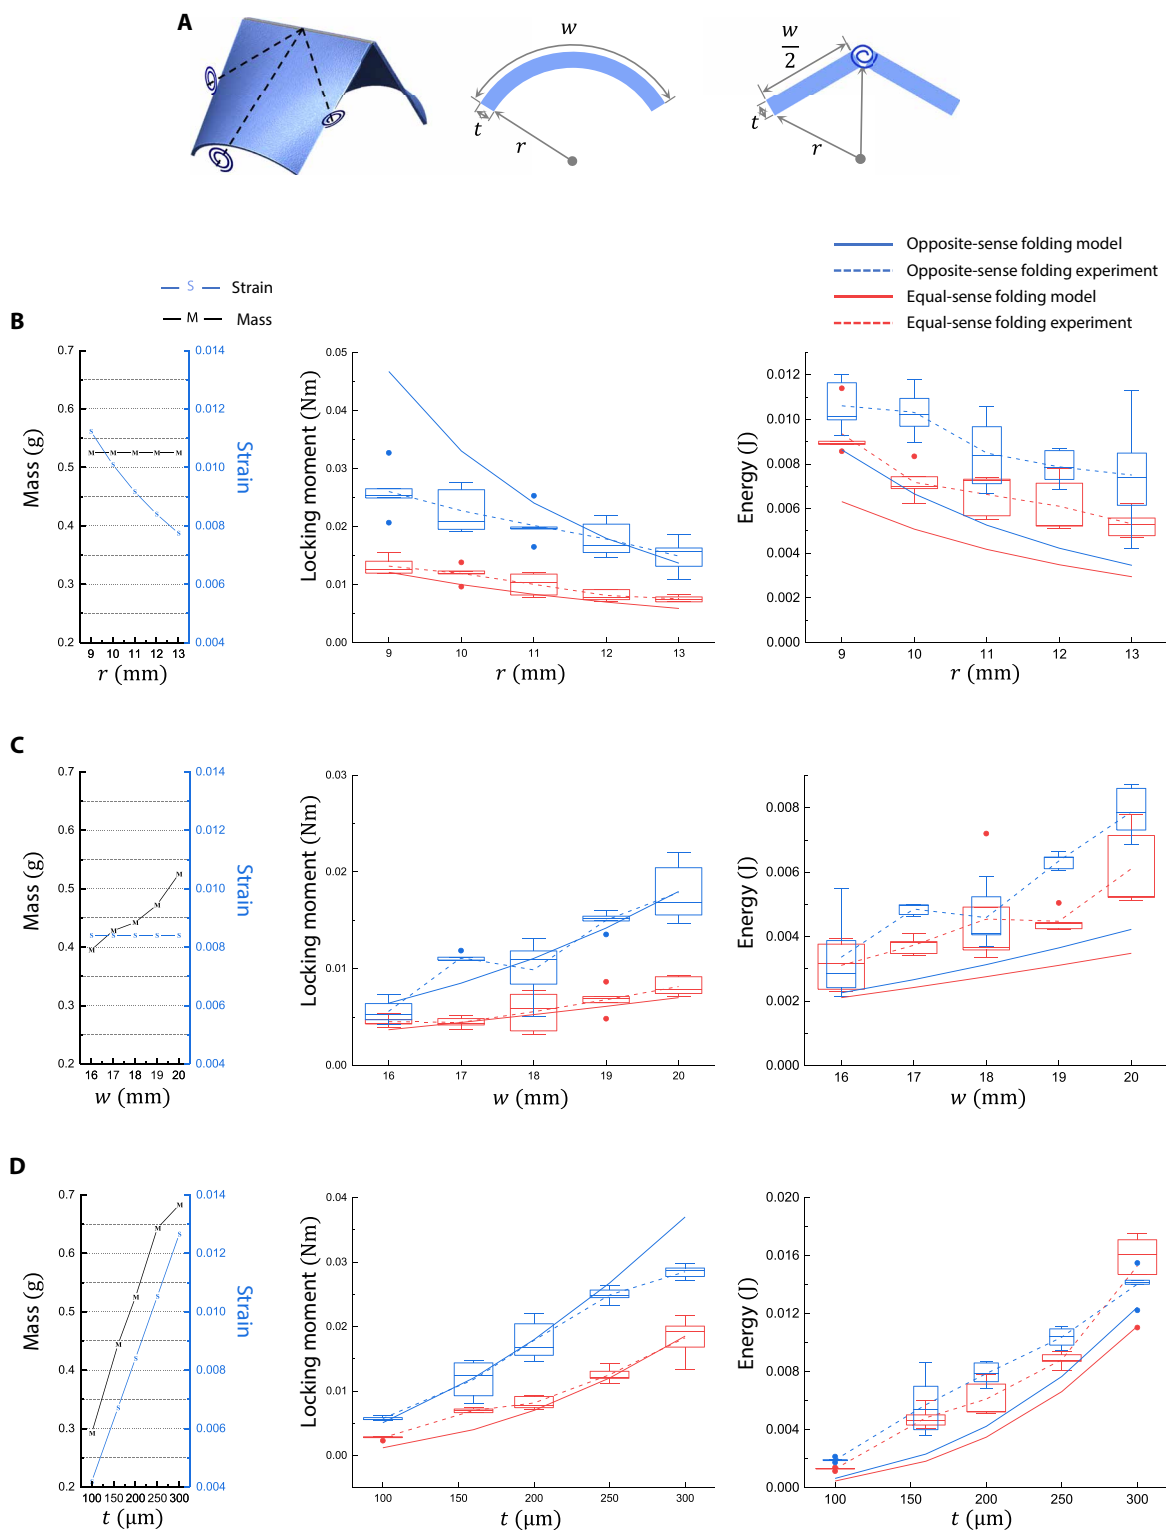 A
w
t
r
w
2
t
r
Opposite-sense folding model
Opposite-sense folding experiment
Equal-sense folding model
Equal-sense folding experiment
S Strain
M Mass
B
Mass (g)
0.7
0.6
0.5
0.4
0.3
0.2
S S S S S
M M M M M
9 10 11 12 13
r (mm)
0.014
0.012
0.010
0.008
0.006
0.004
Strain
Locking moment (Nm)
0.05
0.04
0.03
0.02
0.01
0.00
9 10 11 12 13
r (mm)
Energy (J)
0.012
0.010
0.008
0.006
0.004
0.002
0.000
9 10 11 12 13
r (mm)
C
Mass (g)
0.7
0.6
0.5
0.4
0.3
0.2
M M M M M
S S S S S
16 17 18 19 20
w (mm)
0.014
0.012
0.010
0.008
0.006
0.004
Strain
Locking moment (Nm)
0.03
0.02
0.01
0.00
16 17 18 19 20
w (mm)
Energy (J)
0.008
0.006
0.004
0.002
0.000
16 17 18 19 20
w (mm)
D
Mass (g)
0.7
0.6
0.5
0.4
0.3
0.2
M M M M M
S S S S
100 150 200 250 300
t (μm)
0.014
0.012
0.010
0.008
0.006
0.004
Strain
Locking moment (Nm)
0.04
0.03
0.02
0.01
0.00
100 150 200 250 300
t (μm)
Energy (J)
0.020
0.016
0.012
0.008
0.004
0.000
100 150 200 250 300
t (μm)